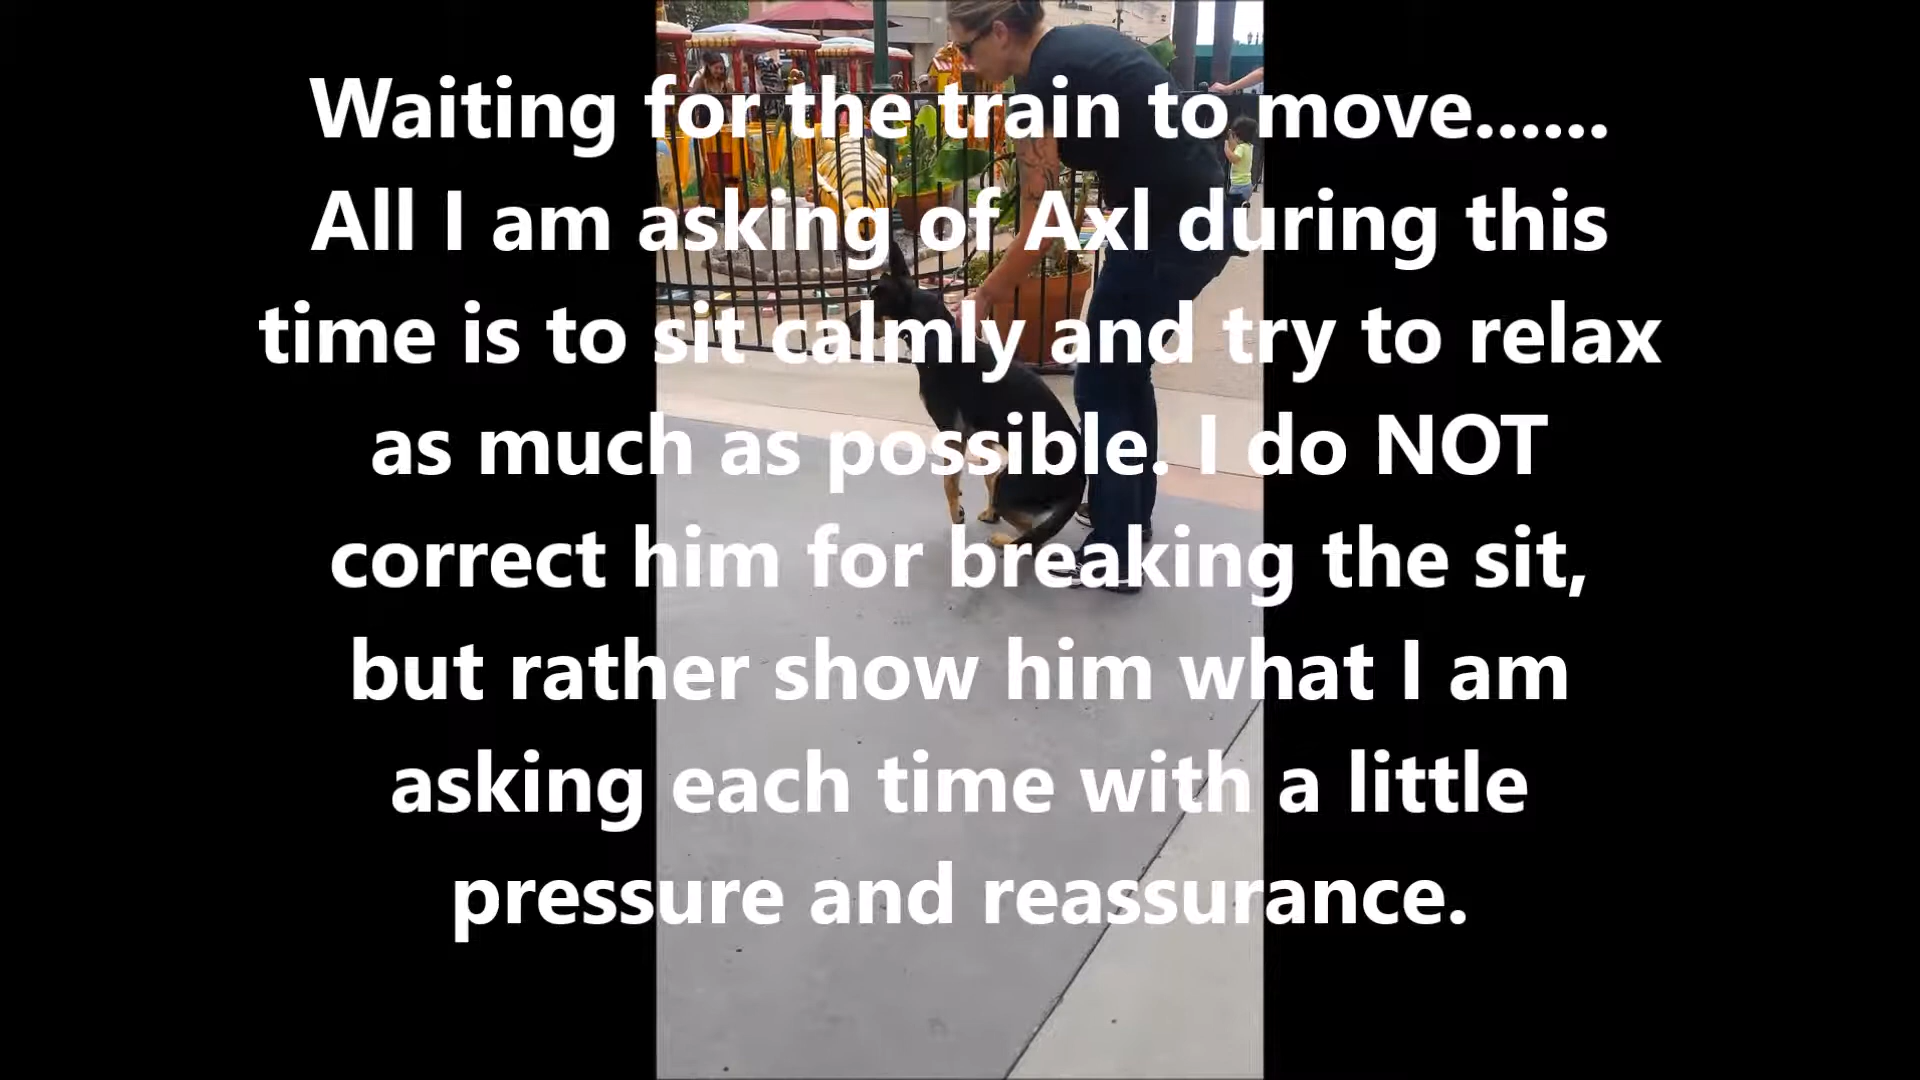 Waiting for the train to move......
All I am asking of Axl during this
time is to sit calmly and try to relax
as much as possible. I do NOT
correct him for breaking the sit,
but rather show him what I am
asking each time with a little
pressure and reassurance.